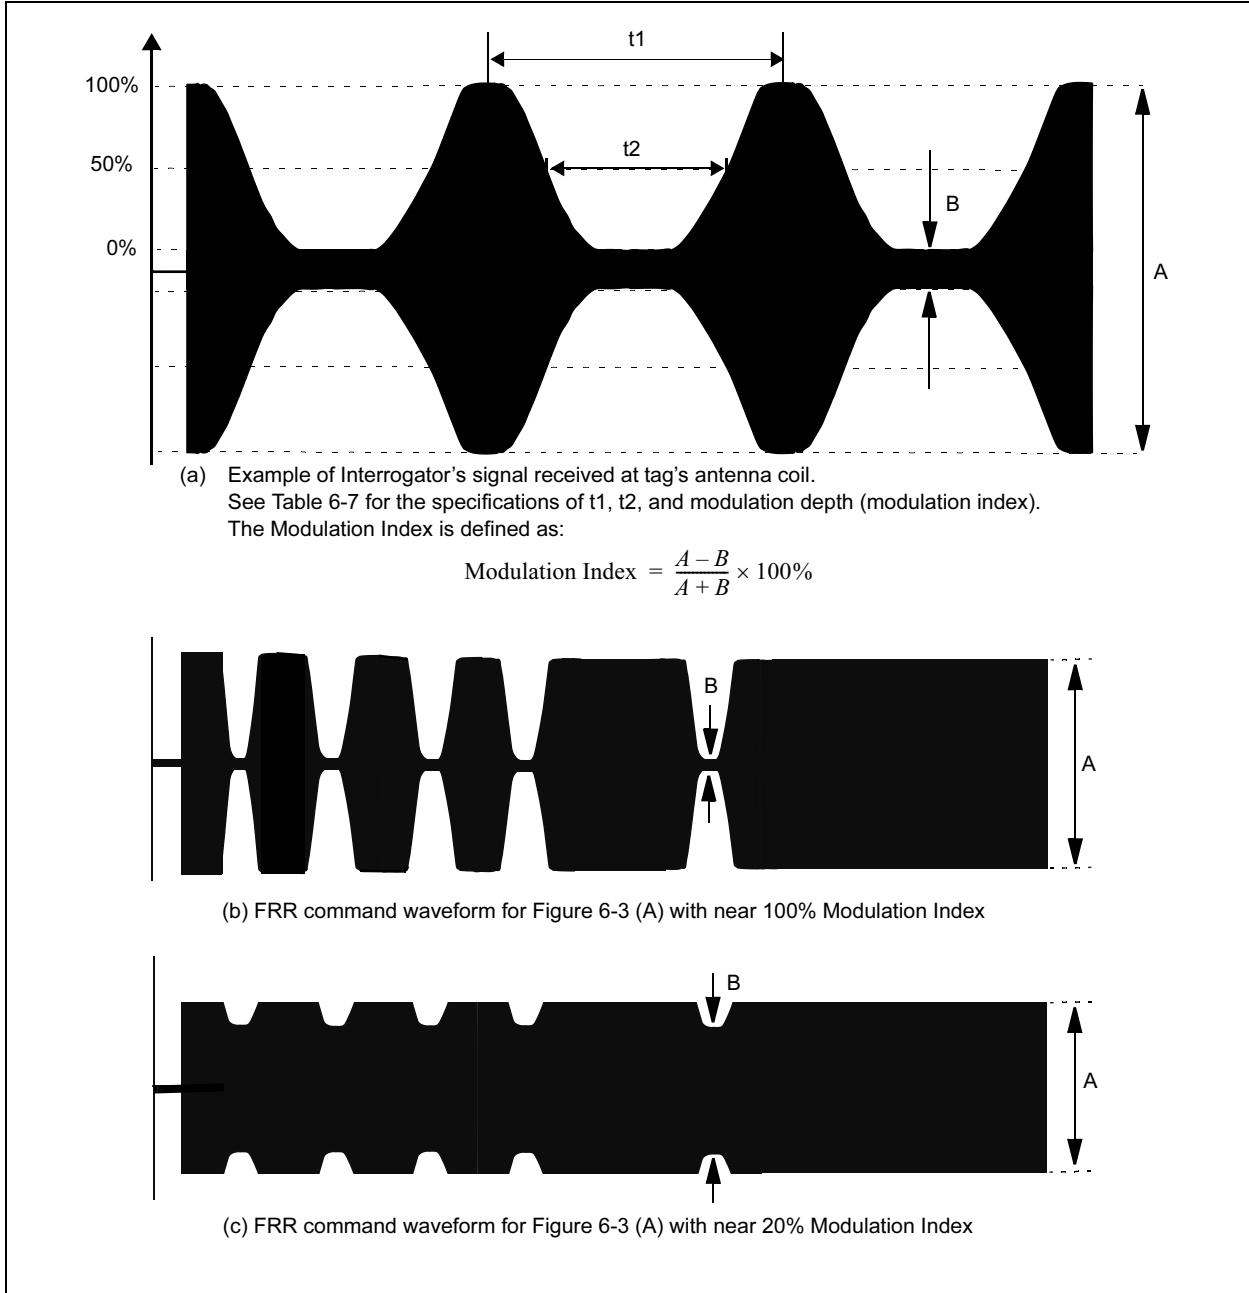 t1
100%
50%
t2
B
0%
A
(a) Example of Interrogator's signal received at tag's antenna coil.
See Table 6-7 for the specifications of t1, t2, and modulation depth (modulation index).
The Modulation Index is defined as:
Modulation Index = A – B / A + B × 100%
B
A
(b) FRR command waveform for Figure 6-3 (A) with near 100% Modulation Index
B
A
(c) FRR command waveform for Figure 6-3 (A) with near 20% Modulation Index